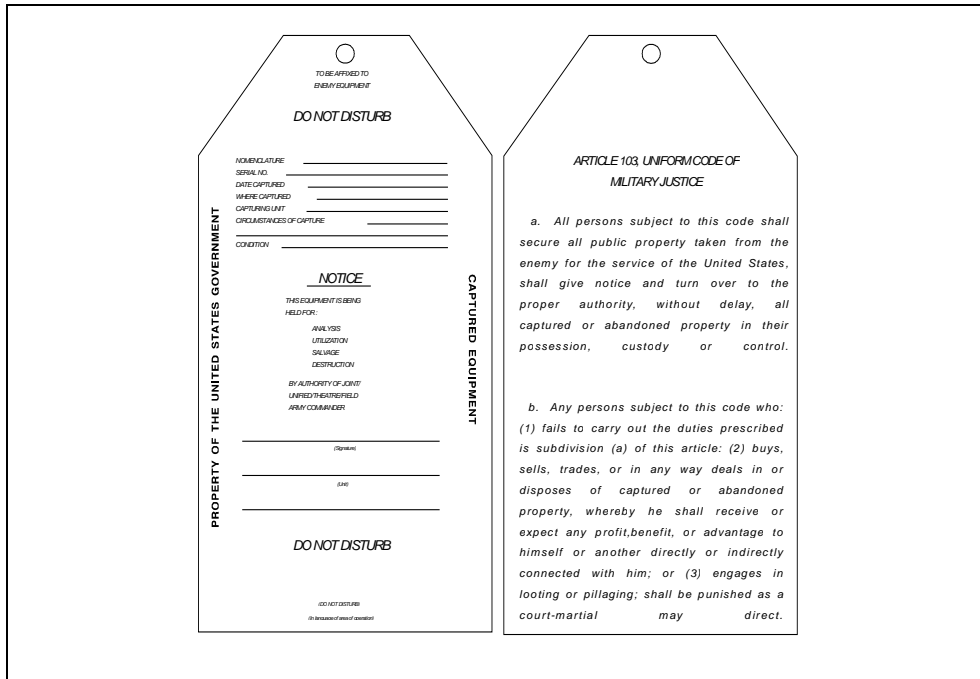 TO BE AFFIXED TO
ENEMY EQUIPMENT
DO NOT DISTURB
NOMENCLATURE
SERIAL NO.
DATE CAPTURED
WHERE CAPTURED
CAPTURING UNIT
CIRCUMSTANCES OF CAPTURE
CONDITION
PROPERTY OF THE UNITED STATES GOVERNMENT
CAPTURED EQUIPMENT
NOTICE
THIS EQUIPMENT IS BEING
HELD FOR :
ANALYSIS
UTILIZATION
SALVAGE
DESTRUCTION
BY AUTHORITY OF JOINT/
UNIFIED/THEATRE/FIELD
ARMY COMMANDER
(Signature)
(Unit)
DO NOT DISTURB
(DO NOT DISTURB)
(In language of area of operation)
ARTICLE 103, UNIFORM CODE OF
MILITARY JUSTICE
a. All persons subject to this code shall
secure all public property taken from the
enemy for the service of the United States,
shall give notice and turn over to the
proper authority, without delay, all
captured or abandoned property in their
possession, custody or control.
b. Any persons subject to this code who:
(1) fails to carry out the duties prescribed
is subdivision (a) of this article: (2) buys,
sells, trades, or in any way deals in or
disposes of captured or abandoned
property, whereby he shall receive or
expect any profit,benefit, or advantage to
himself or another directly or indirectly
connected with him; or (3) engages in
looting or pillaging; shall be punished as a
court-martial may direct.